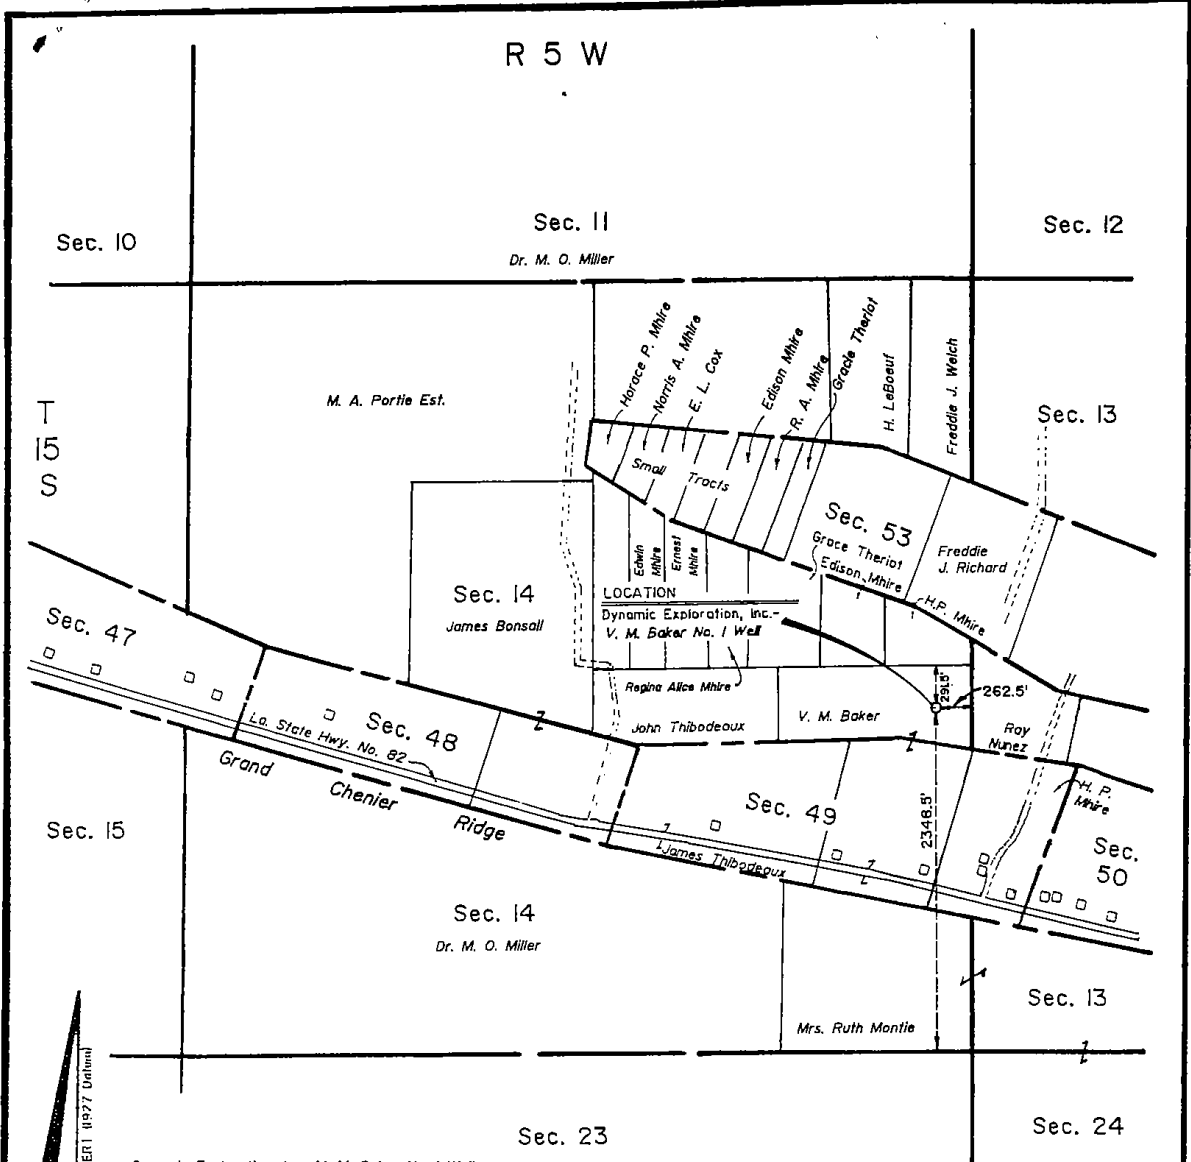 R 5 W
Sec. 10
Sec. 11
Sec. 12
Dr. M. O. Miller
Horace P. Mhire
Norris A. Mhire
E. L. Cox
Edison Mhire
R. A. Mhire
Gracie Theriot
H. LeBoeuf
Freddie J. Welch
M. A. Portie Est.
T
15
S
Sec. 13
Small Tracts
Sec. 53
Grace Theriot
Edison Mhire
Freddie
J. Richard
H.P. Mhire
Edwin
Mhire
Ernest
Mhire
Sec. 14
James Bonsall
LOCATION
Dynamic Exploration, Inc.-
V. M. Baker No. 1 Well
Sec. 47
Regina Alice Mhire
291.5'
262.5'
John Thibodeaux
V. M. Baker
Roy
Nunez
Sec. 48
La. State Hwy. No. 82
Grand Chenier Ridge
H. P.
Mhire
Sec. 49
2348.5'
Sec. 15
James Thibodeaux
Sec.
50
Sec. 14
Dr. M. O. Miller
Sec. 13
Mrs. Ruth Montie
Sec. 23
Sec. 24
(1927 Datum)